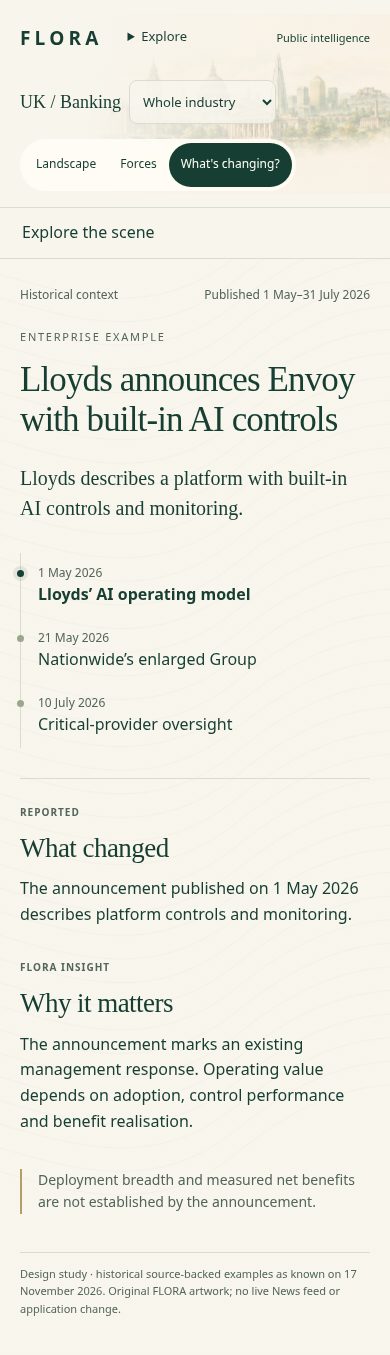 FLORA
Explore
Public intelligence
UK / Banking
Whole industry
Landscape
Forces
What's changing?
Explore the scene
Historical context
Published 1 May–31 July 2026
ENTERPRISE EXAMPLE
Lloyds announces Envoy
with built-in AI controls
Lloyds describes a platform with built-in
AI controls and monitoring.
1 May 2026
Lloyds’ AI operating model
21 May 2026
Nationwide’s enlarged Group
10 July 2026
Critical-provider oversight
REPORTED
What changed
The announcement published on 1 May 2026
describes platform controls and monitoring.
FLORA INSIGHT
Why it matters
The announcement marks an existing
management response. Operating value
depends on adoption, control performance
and benefit realisation.
Deployment breadth and measured net benefits
are not established by the announcement.
Design study · historical source-backed examples as known on 17
November 2026. Original FLORA artwork; no live News feed or
application change.